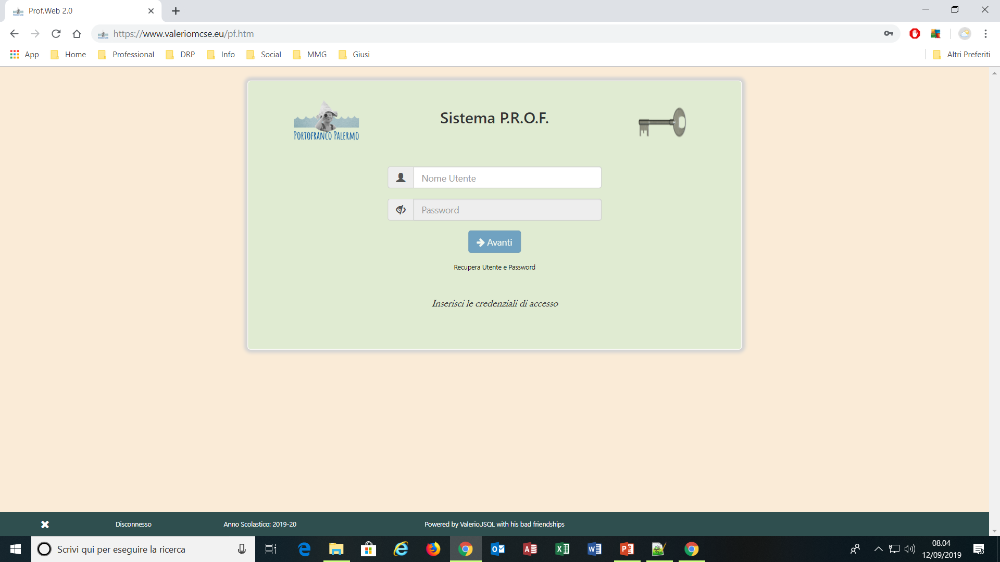 Prof.Web 2.0
https://www.valeriomcse.eu/pf.htm
App Home Professional DRP Info Social MMG Giusi Altri Preferiti
PORTOFRANCO PALERMO
Sistema P.R.O.F.
Nome Utente
Password
Avanti
Recupera Utente e Password
Inserisci le credenziali di accesso
Disconnesso Anno Scolastico: 2019-20 Powered by Valerio.JSQL with his bad friendships
Scrivi qui per eseguire la ricerca
08.04
12/09/2019